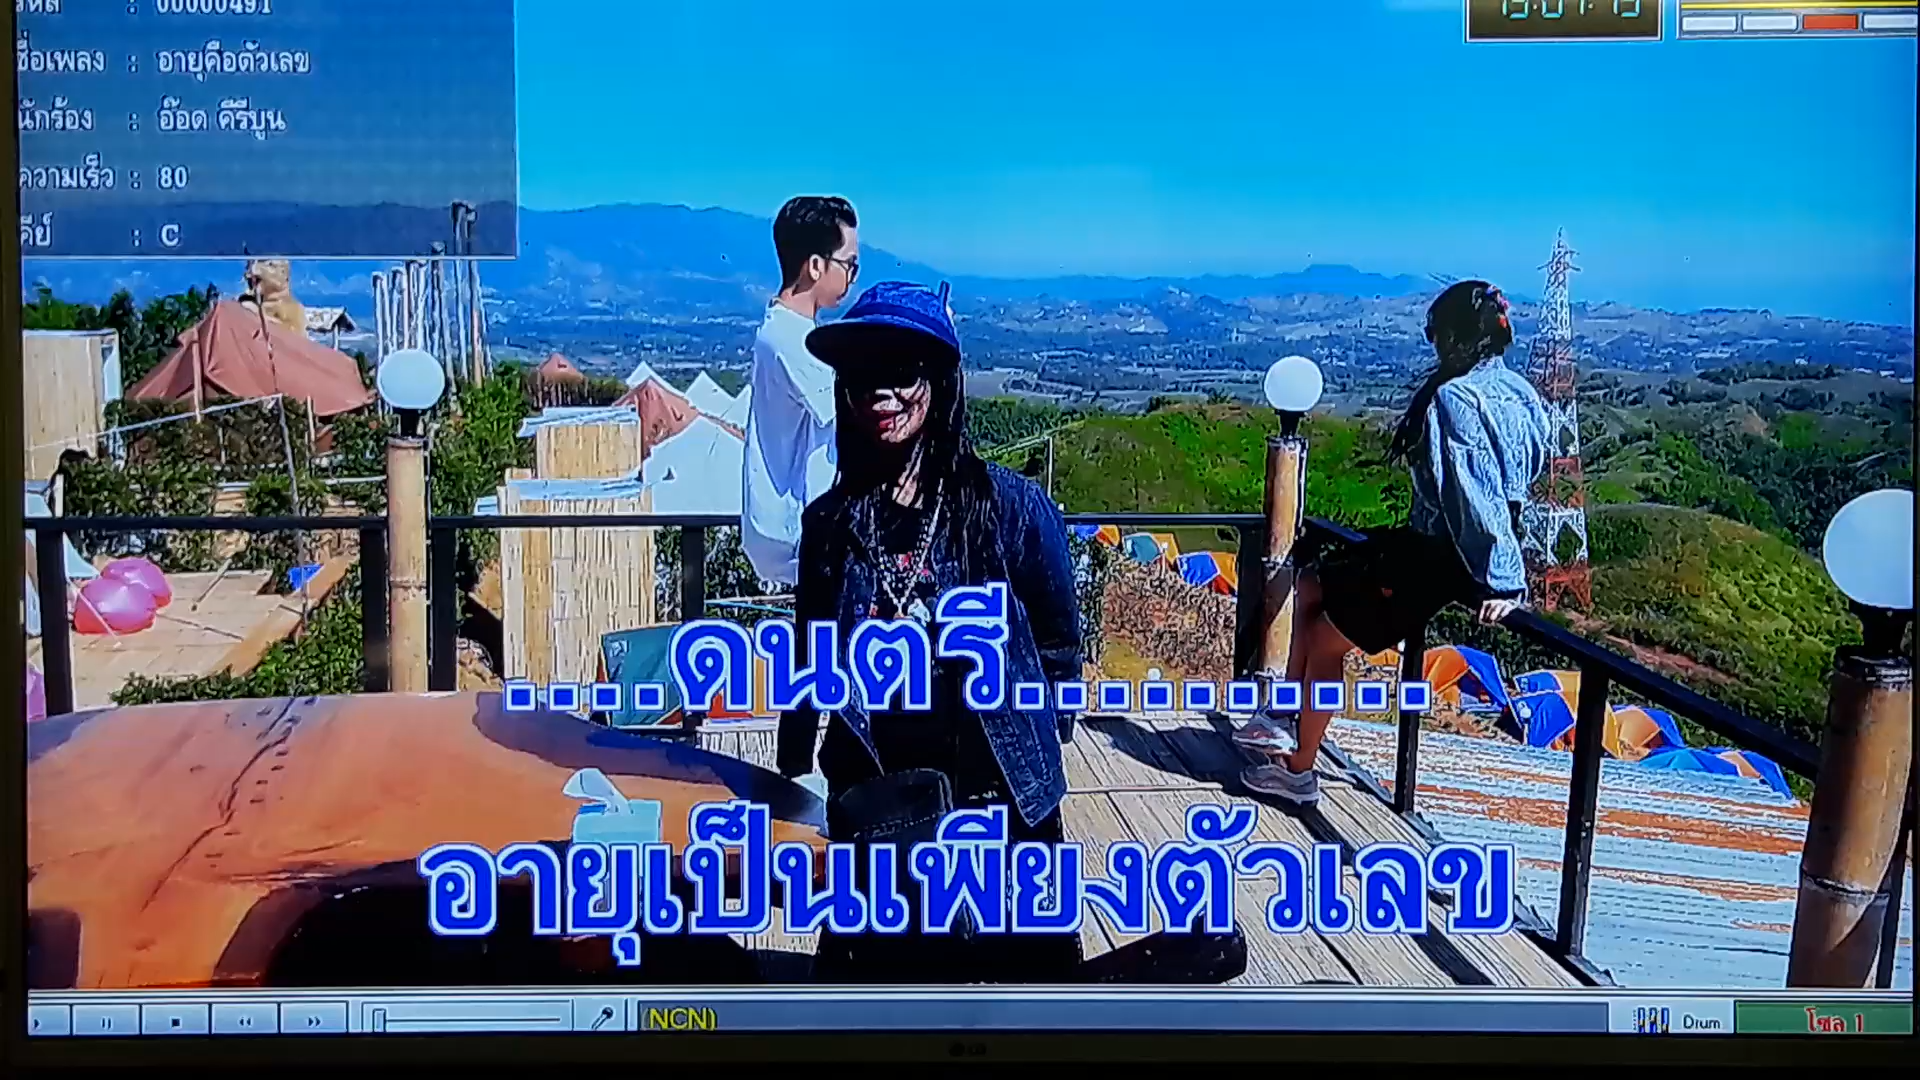 รหัส : 00000491
ชื่อเพลง : อายุคือตัวเลข
นักร้อง : อ๊อด คีรีบูน
ความเร็ว : 80
คีย์ : C
....ดนตรี..........
อายุเป็นเพียงตัวเลข
(NCN)
Drum
โซล 1
LG